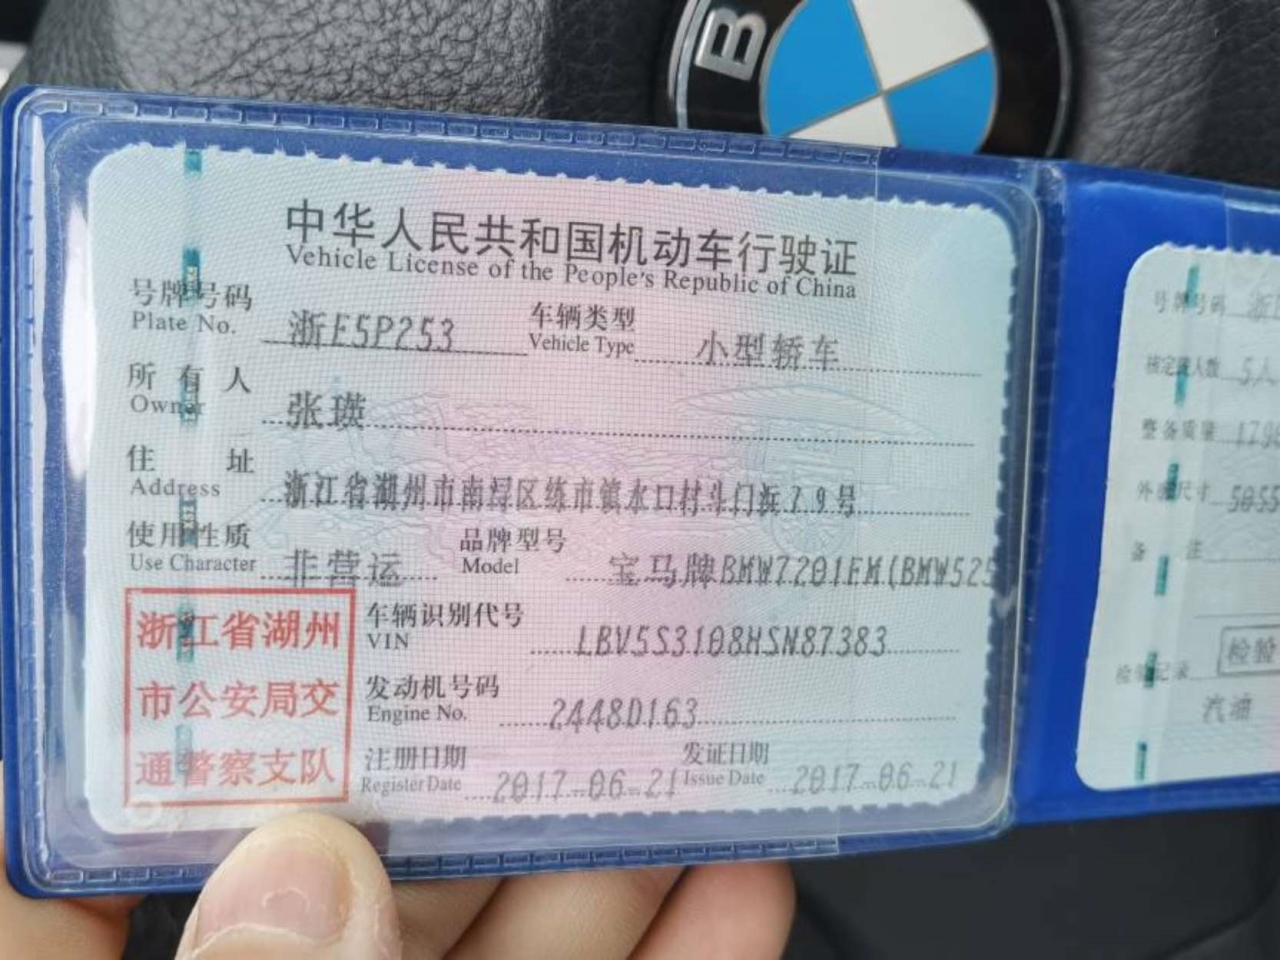 B
中华人民共和国机动车行驶证
Vehicle License of the People's Republic of China
号牌号码 浙E5P253 车辆类型 小型轿车
Plate No. Vehicle Type
所有人 张瑛
Owner
住址 浙江省湖州市南浔区练市镇水口村斗门浜79号
Address
使用性质 非营运 品牌型号 宝马牌BMW7201FM(BMW525
Use Character Model
浙江省湖州
市公安局交
通警察支队
车辆识别代号 LBV5S3108HSN87383
VIN
发动机号码 2448D163
Engine No.
注册日期 2017-06-21 发证日期 2017-06-21
Register Date Issue Date
号牌号码 浙
核定载人数 5人
整备质量 179
外廓尺寸 5055
备注
检验记录 检验
汽油